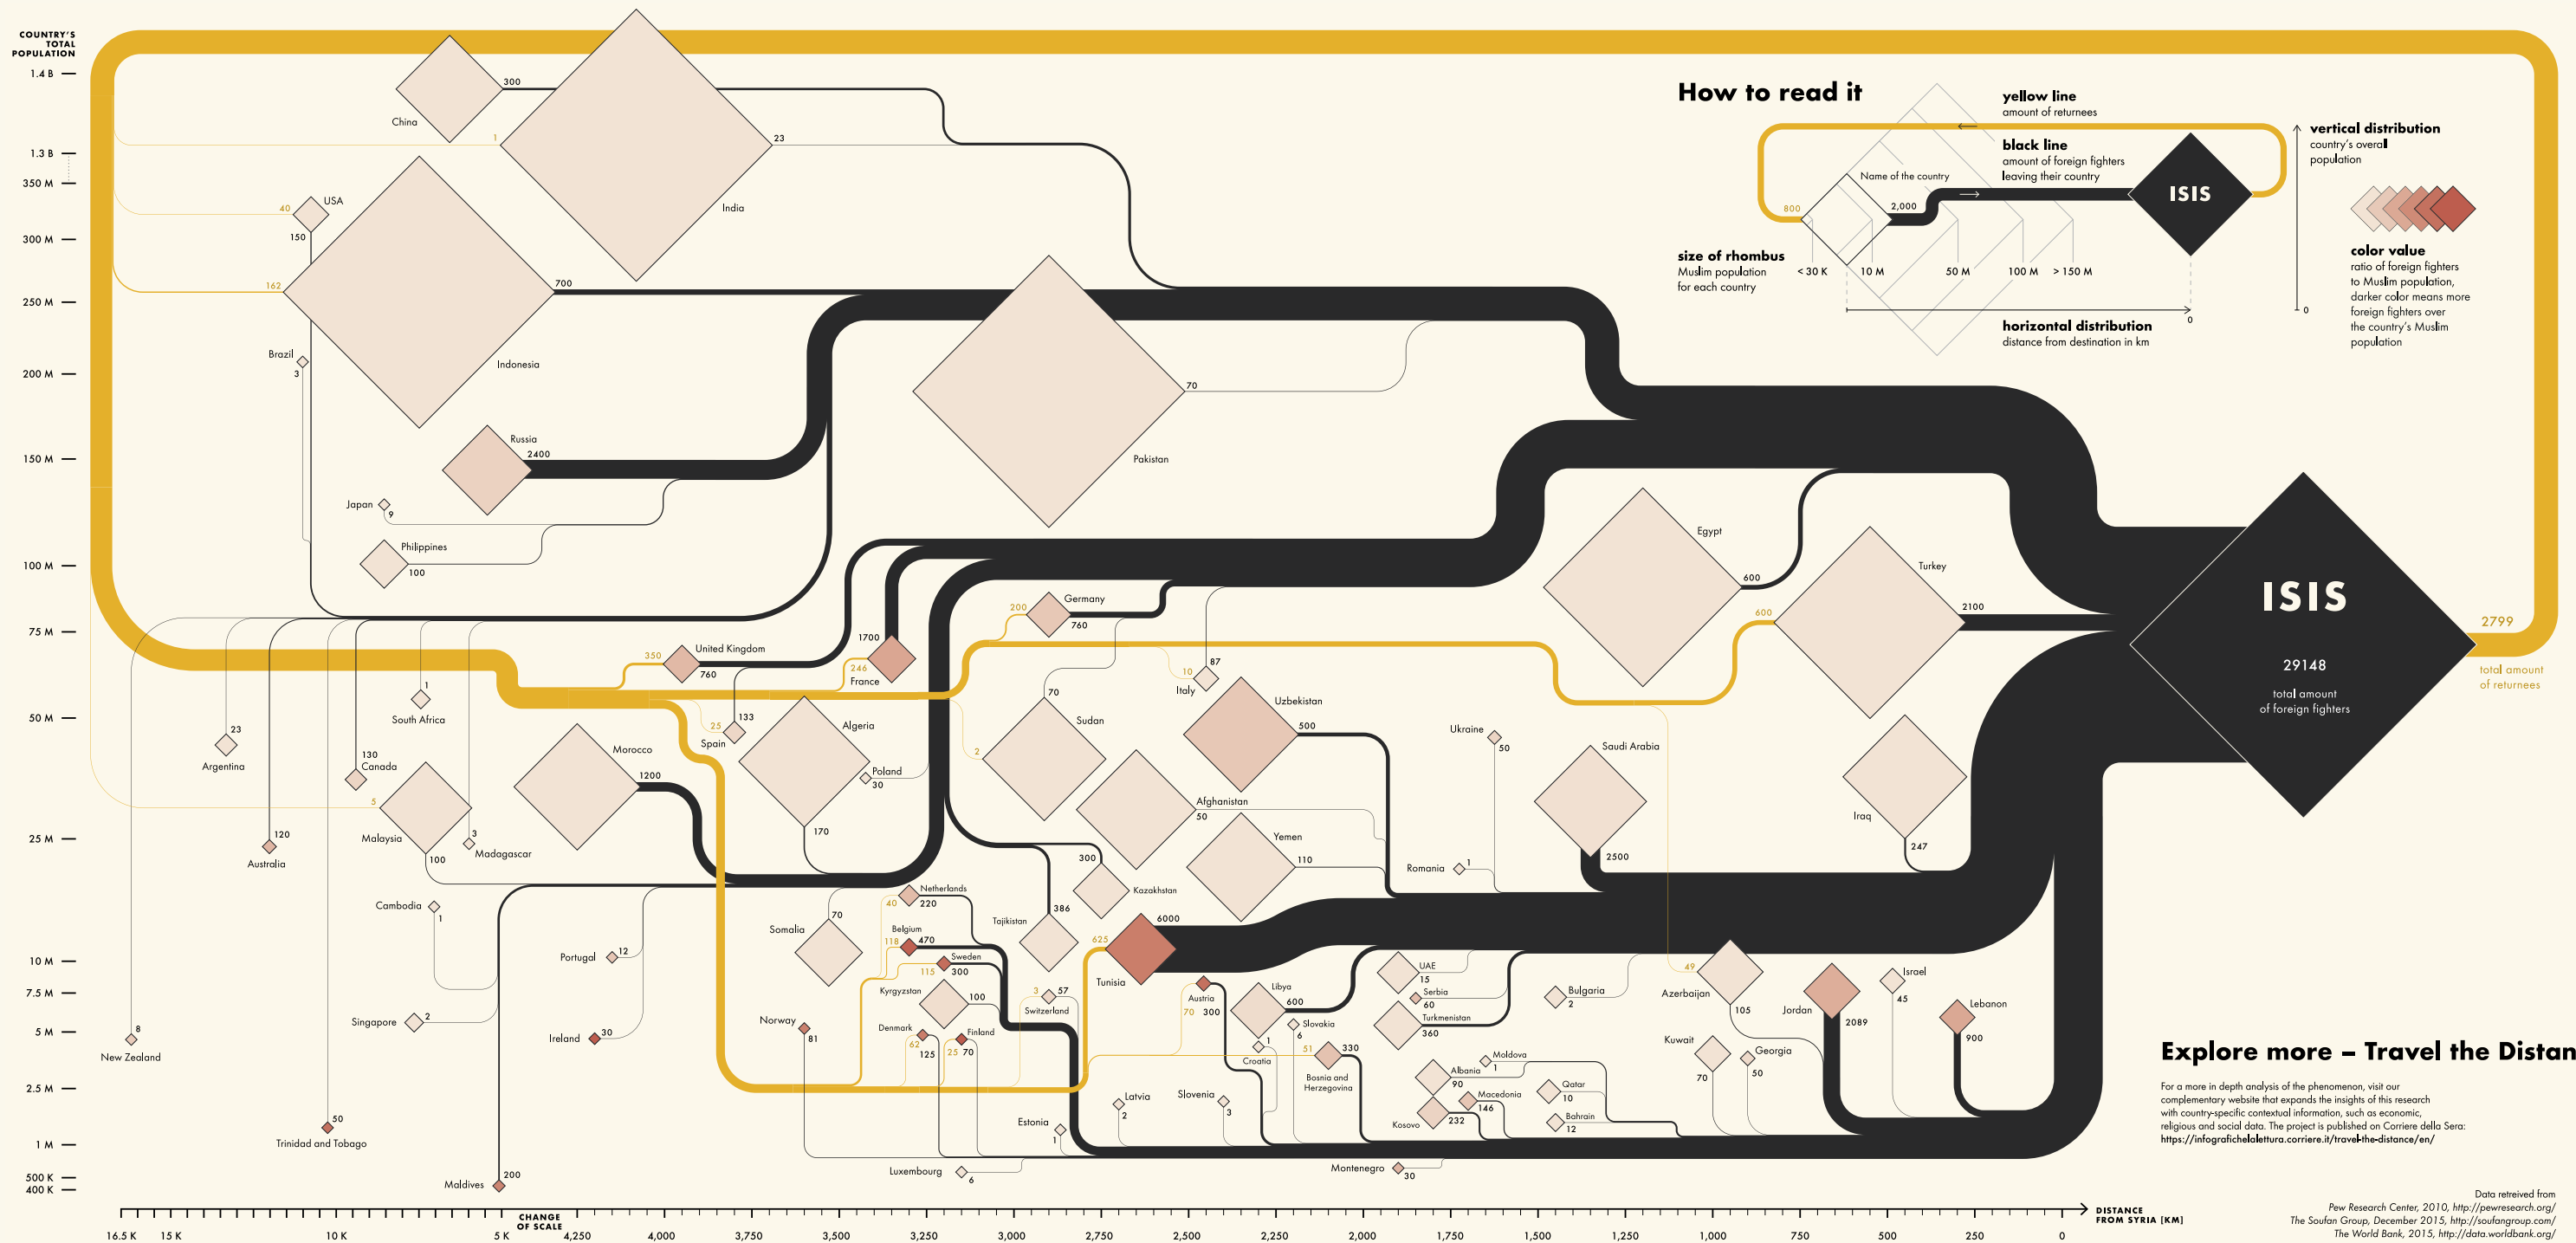 COUNTRY'S
TOTAL
POPULATION
1.4 B
1.3 B
350 M
300 M
250 M
200 M
150 M
100 M
75 M
50 M
25 M
10 M
7.5 M
5 M
2.5 M
1 M
500 K
400 K
China
300
1
23
India
40
USA
150
162
700
Indonesia
Brazil
3
Russia
2400
Japan
9
Philippines
100
70
Pakistan
How to read it
yellow line
amount of returnees
black line
amount of foreign fighters
leaving their country
Name of the country
800
2,000
ISIS
size of rhombus
Muslim population
for each country
< 30 K
10 M
50 M
100 M
> 150 M
horizontal distribution
distance from destination in km
0
vertical distribution
country's overall
population
0
color value
ratio of foreign fighters
to Muslim population,
darker color means more
foreign fighters over
the country's Muslim
population
Egypt
600
Turkey
600
2100
ISIS
29148
total amount
of foreign fighters
2799
total amount
of returnees
200
Germany
760
350
United Kingdom
760
1700
246
France
10
87
Italy
1
South Africa
23
Argentina
130
Canada
25
133
Spain
Algeria
170
Poland
30
Morocco
1200
70
Sudan
2
Uzbekistan
500
Ukraine
50
Saudi Arabia
2500
Iraq
247
5
Malaysia
100
3
Madagascar
120
Australia
Afghanistan
50
Yemen
110
Romania
1
300
Kazakhstan
Cambodia
1
Netherlands
40
220
386
Tajikistan
6000
625
Tunisia
70
Somalia
Belgium
118
470
Portugal
12
Sweden
115
300
UAE
15
49
Azerbaijan
105
Jordan
2089
Israel
45
Kyrgyzstan
100
3
57
Switzerland
Austria
70
300
Libya
600
Serbia
60
Bulgaria
2
Lebanon
900
Singapore
2
8
New Zealand
Ireland
30
Norway
81
Denmark
62
125
Finland
25
70
Slovakia
6
1
Croatia
Turkmenistan
360
51
330
Bosnia and
Herzegovina
Moldova
1
Albania
90
Kuwait
70
Georgia
50
Qatar
10
Latvia
2
Slovenia
3
Macedonia
146
Kosovo
232
Bahrain
12
50
Trinidad and Tobago
Estonia
1
Luxembourg
6
Montenegro
30
200
Maldives
Explore more – Travel the Distan
For a more in depth analysis of the phenomenon, visit our
complementary website that expands the insights of this research
with country-specific contextual information, such as economic,
religious and social data. The project is published on Corriere della Sera:
https://infografichelalettura.corriere.it/travel-the-distance/en/
Data retreived from
Pew Research Center, 2010, http://pewresearch.org/
The Soufan Group, December 2015, http://soufangroup.com/
The World Bank, 2015, http://data.worldbank.org/
16.5 K
15 K
10 K
5 K
CHANGE
OF SCALE
4,250
4,000
3,750
3,500
3,250
3,000
2,750
2,500
2,250
2,000
1,750
1,500
1,250
1,000
750
500
250
0
DISTANCE
FROM SYRIA [KM]